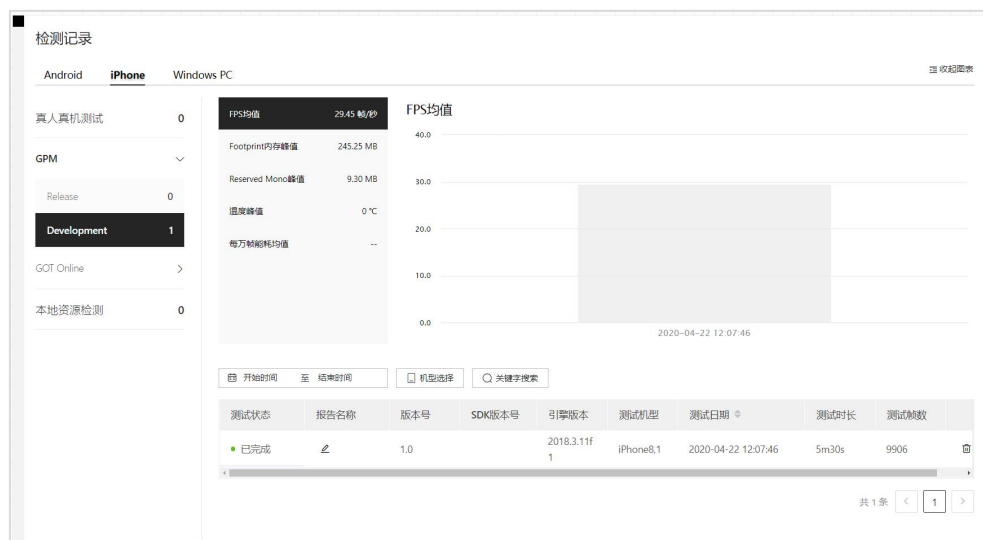 检测记录
Android iPhone Windows PC
收起图表
真人真机测试 0
GPM
Release 0
Development 1
GOT Online
本地资源检测 0
FPS均值 29.45 帧/秒
Footprint内存峰值 245.25 MB
Reserved Mono峰值 9.30 MB
温度峰值 0 ℃
每万帧能耗均值 --
FPS均值
40.0
30.0
20.0
10.0
0.0
2020-04-22 12:07:46
开始时间 至 结束时间 机型选择 关键字搜索
测试状态 报告名称 版本号 SDK版本号 引擎版本 测试机型 测试日期 测试时长 测试帧数
已完成 1.0 2018.3.11f1 iPhone8,1 2020-04-22 12:07:46 5m30s 9906
共 1 条 < 1 >